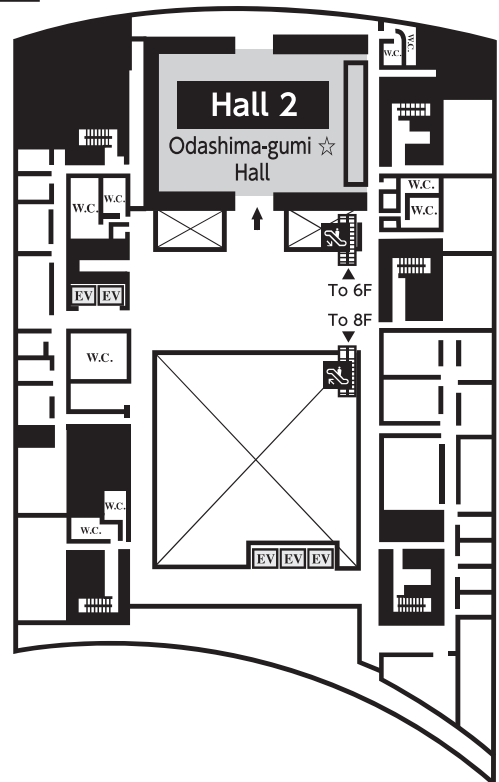 W.C.
W.C.
Hall 2
Odashima-gumi ☆
Hall
W.C.
W.C.
W.C.
W.C.
To 6F
EV EV
To 8F
W.C.
W.C.
W.C.
EV EV EV